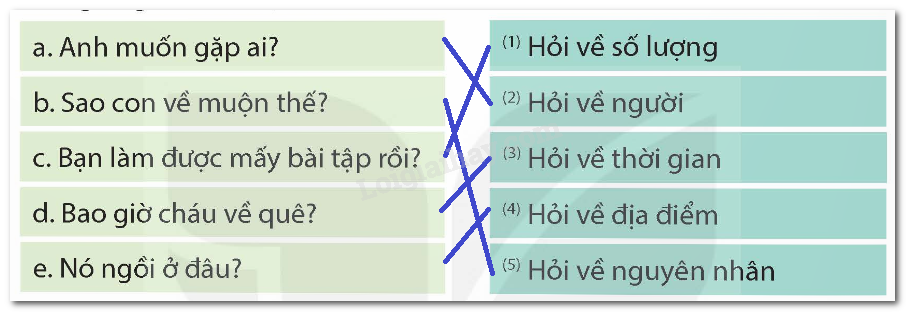 a. Anh muốn gặp ai?
(1) Hỏi về số lượng
b. Sao con về muộn thế?
(2) Hỏi về người
c. Bạn làm được mấy bài tập rồi?
(3) Hỏi về thời gian
d. Bao giờ cháu về quê?
(4) Hỏi về địa điểm
e. Nó ngồi ở đâu?
(5) Hỏi về nguyên nhân